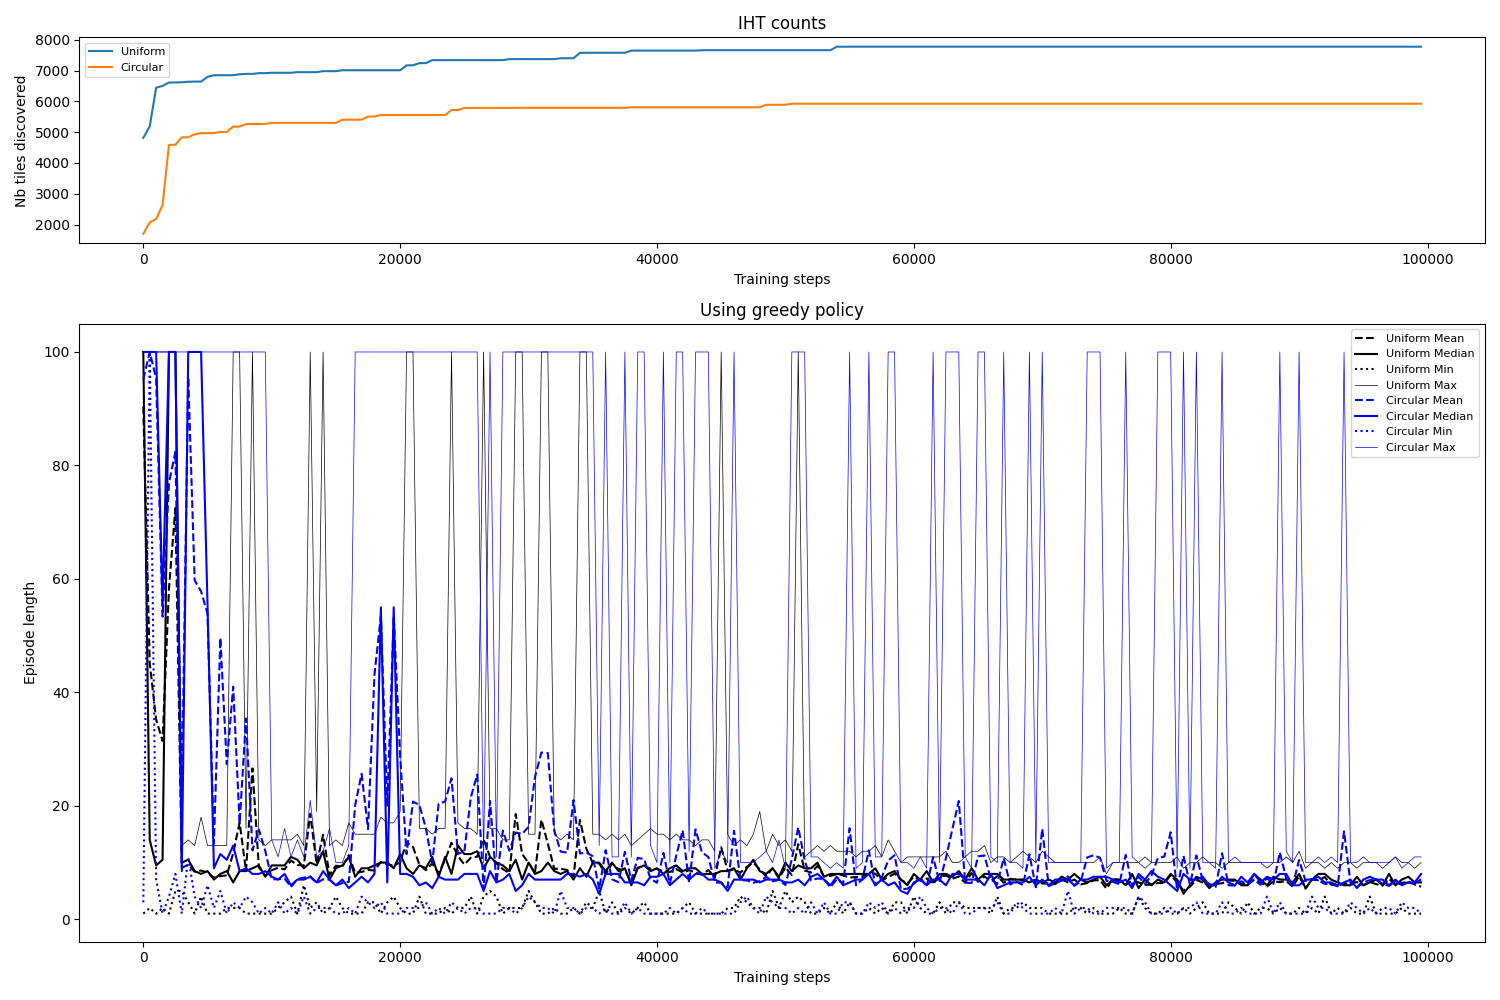 IHT counts
Nb tiles discovered
8000
7000
6000
5000
4000
3000
2000
Uniform
Circular
0
20000
40000
60000
80000
100000
Training steps
Using greedy policy
Episode length
100
80
60
40
20
0
Uniform Mean
Uniform Median
Uniform Min
Uniform Max
Circular Mean
Circular Median
Circular Min
Circular Max
0
20000
40000
60000
80000
100000
Training steps